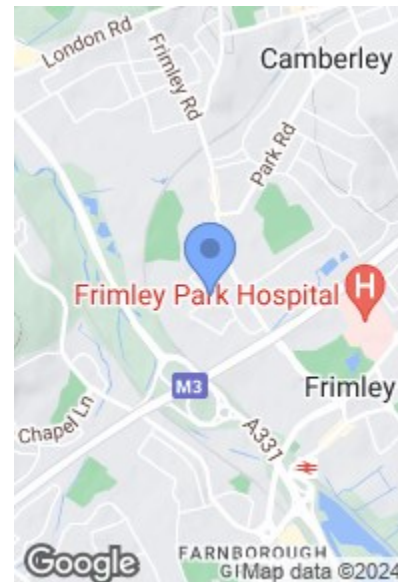 London Rd
Camberley
Frimley Rd
Park Rd
Frimley Park Hospital
H
M3
Frimley
Chapel Ln
A331
FARNBOROUGH
Google
Map data ©2024